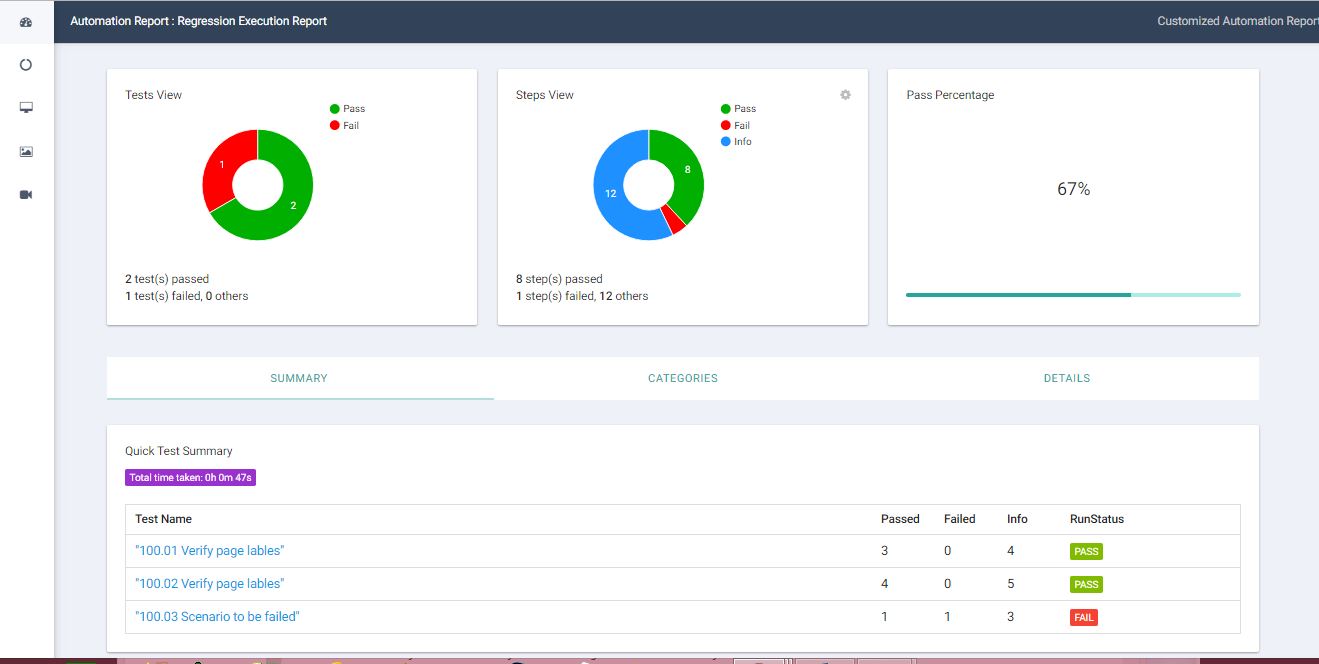 Automation Report : Regression Execution Report
Customized Automation Report
Tests View
Pass
Fail
1
2
2 test(s) passed
1 test(s) failed, 0 others
Steps View
Pass
Fail
Info
8
12
8 step(s) passed
1 step(s) failed, 12 others
Pass Percentage
67%
SUMMARY CATEGORIES DETAILS
Quick Test Summary
Total time taken: 0h 0m 47s
Test Name Passed Failed Info RunStatus
"100.01 Verify page lables" 3 0 4 PASS
"100.02 Verify page lables" 4 0 5 PASS
"100.03 Scenario to be failed" 1 1 3 FAIL